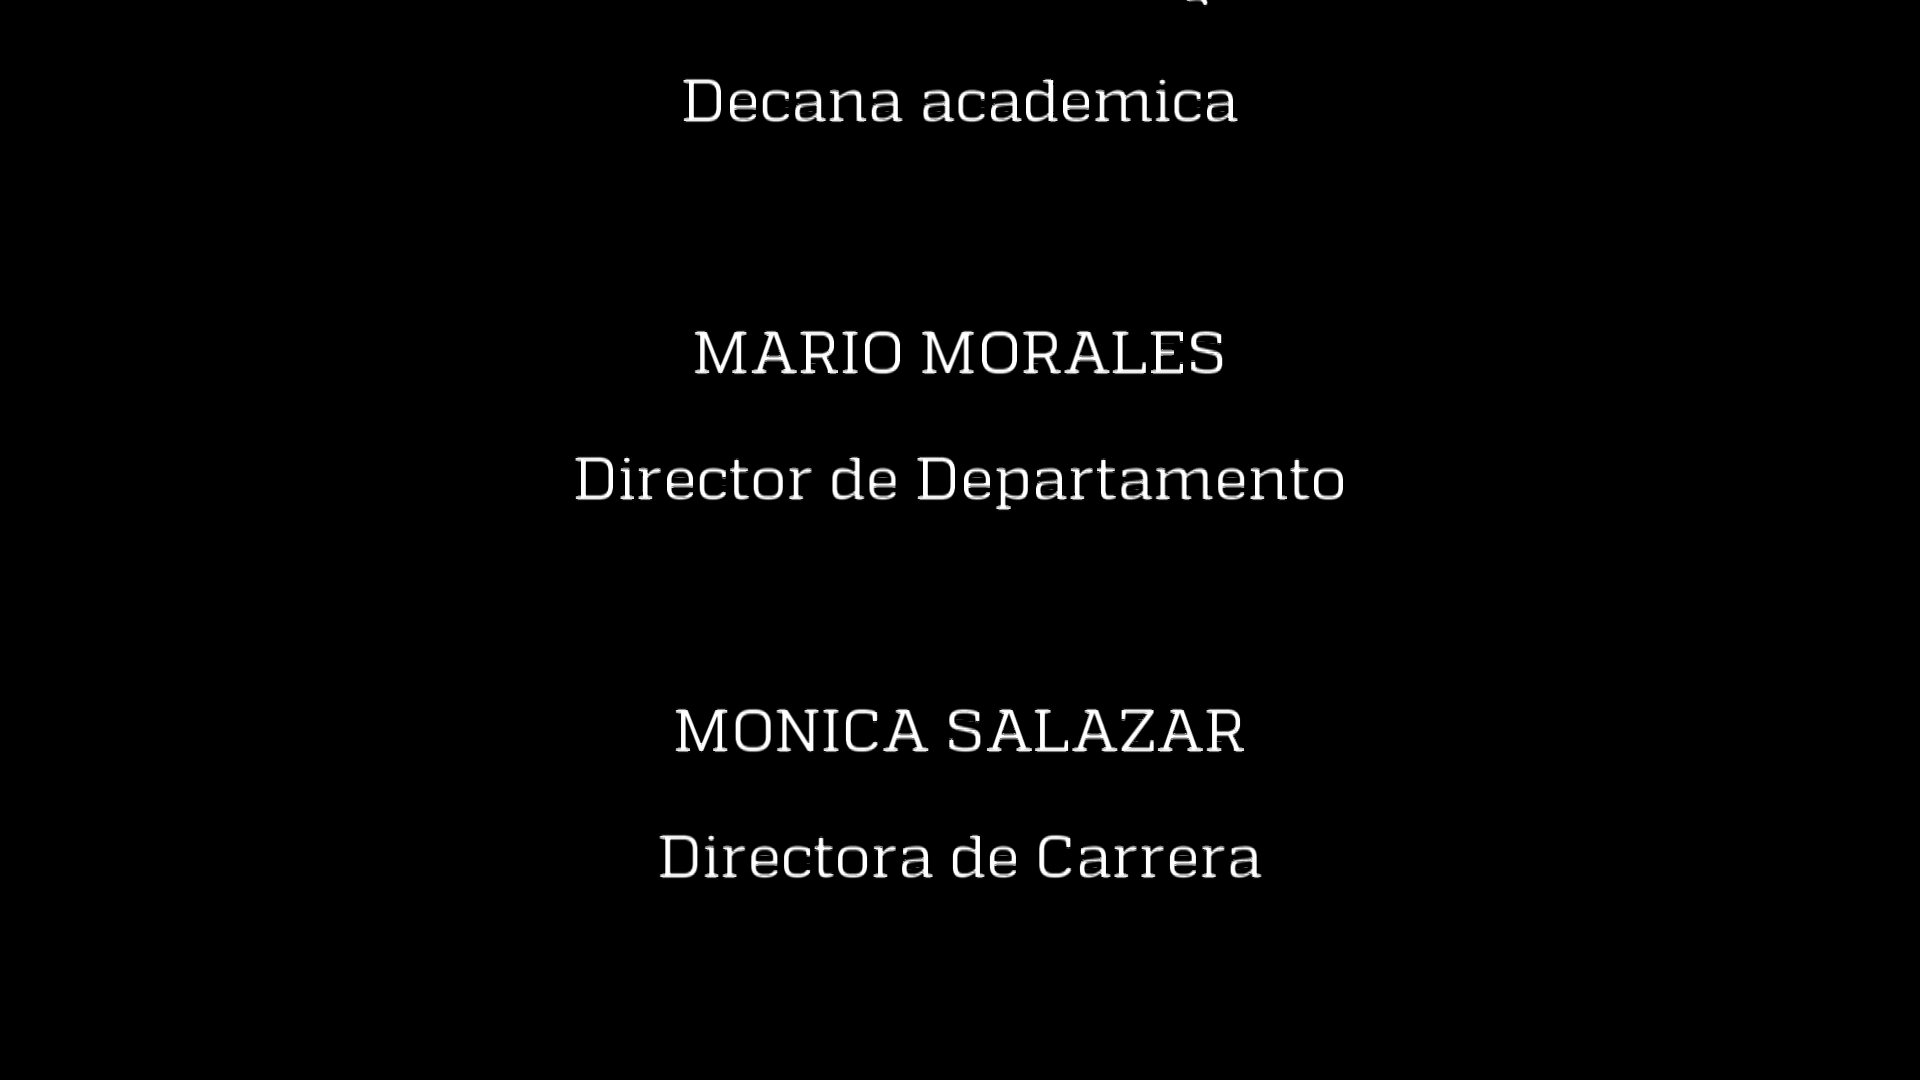 Decana academica
MARIO MORALES
Director de Departamento
MONICA SALAZAR
Directora de Carrera